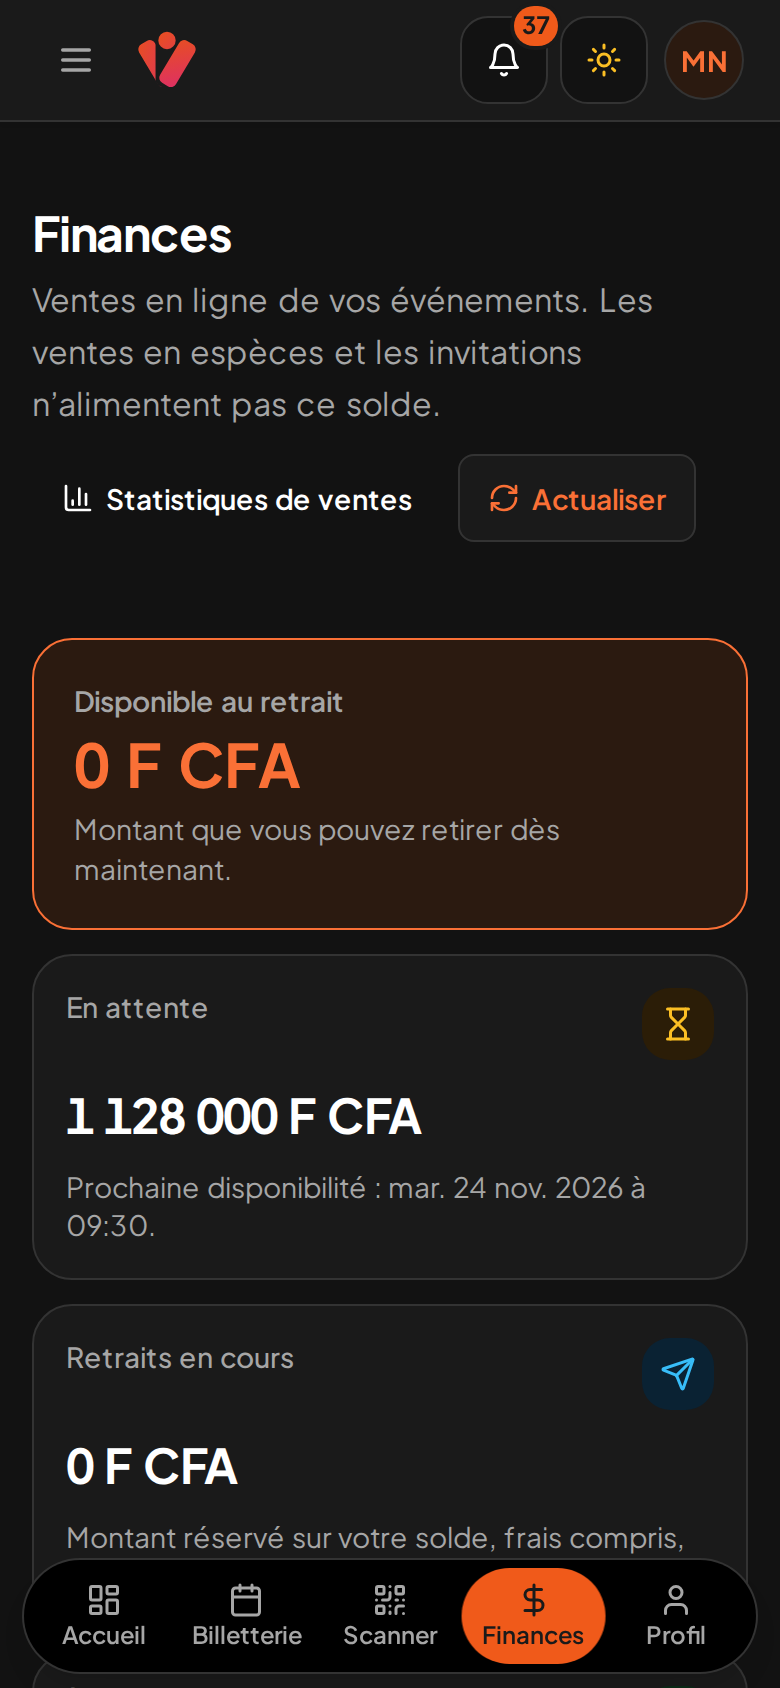 37
MN
Finances
Ventes en ligne de vos événements. Les
ventes en espèces et les invitations
n’alimentent pas ce solde.
Statistiques de ventes
Actualiser
Disponible au retrait
0 F CFA
Montant que vous pouvez retirer dès
maintenant.
En attente
1 128 000 F CFA
Prochaine disponibilité : mar. 24 nov. 2026 à
09:30.
Retraits en cours
0 F CFA
Montant réservé sur votre solde, frais compris,
Accueil
Billetterie
Scanner
Finances
Profil